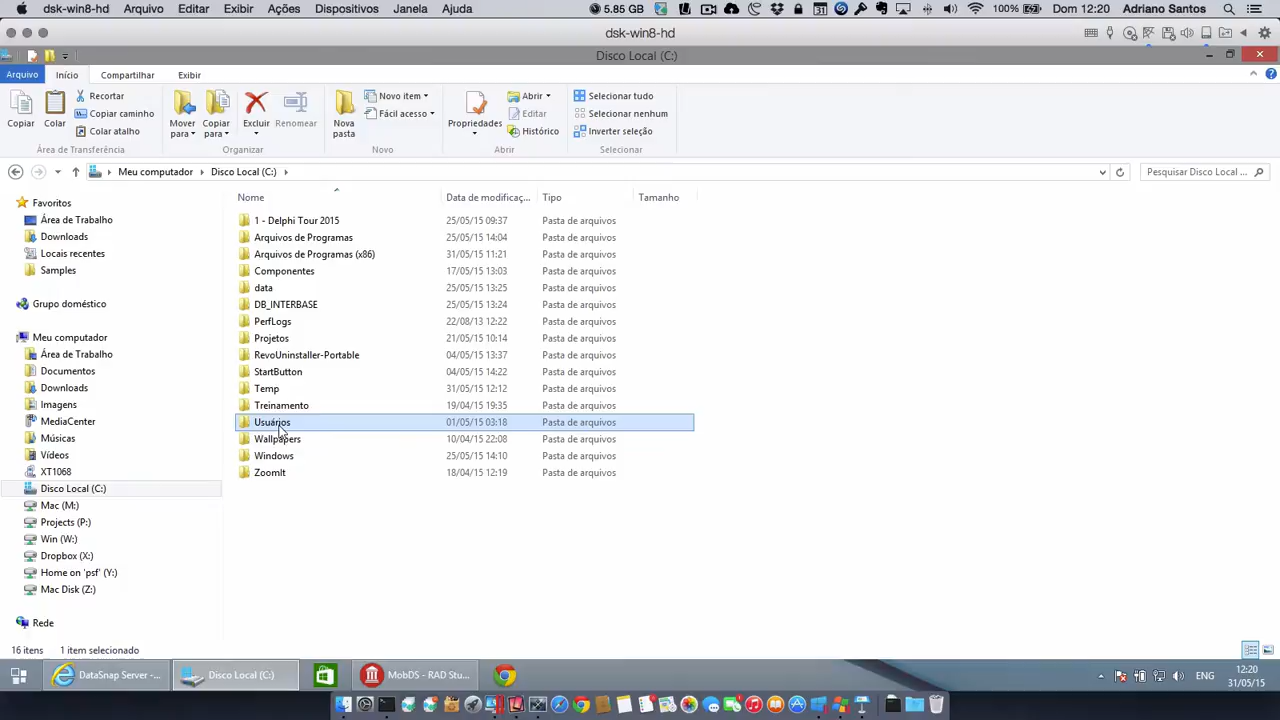 dsk-win8-hd Arquivo Editar Exibir Ações Dispositivos Janela Ajuda 5.85 GB 31 100% Dom 12:20 Adriano Santos
dsk-win8-hd
Disco Local (C:)
Arquivo Início Compartilhar Exibir
Copiar
Colar
Recortar
Copiar caminho
Colar atalho
Área de Transferência
Mover para
Copiar para
Excluir
Renomear
Organizar
Nova pasta
Novo item
Fácil acesso
Novo
Propriedades
Abrir
Editar
Histórico
Abrir
Selecionar tudo
Selecionar nenhum
Inverter seleção
Selecionar
Meu computador Disco Local (C:)
Pesquisar Disco Local ...
Favoritos
Área de Trabalho
Downloads
Locais recentes
Samples
Grupo doméstico
Meu computador
Área de Trabalho
Documentos
Downloads
Imagens
MediaCenter
Músicas
Vídeos
XT1068
Disco Local (C:)
Mac (M:)
Projects (P:)
Win (W:)
Dropbox (X:)
Home on 'psf' (Y:)
Mac Disk (Z:)
Rede
Nome Data de modificaç... Tipo Tamanho
1 - Delphi Tour 2015 25/05/15 09:37 Pasta de arquivos
Arquivos de Programas 25/05/15 14:04 Pasta de arquivos
Arquivos de Programas (x86) 31/05/15 11:21 Pasta de arquivos
Componentes 17/05/15 13:03 Pasta de arquivos
data 25/05/15 13:25 Pasta de arquivos
DB_INTERBASE 25/05/15 13:24 Pasta de arquivos
PerfLogs 22/08/13 12:22 Pasta de arquivos
Projetos 21/05/15 10:14 Pasta de arquivos
RevoUninstaller-Portable 04/05/15 13:37 Pasta de arquivos
StartButton 04/05/15 14:22 Pasta de arquivos
Temp 31/05/15 12:12 Pasta de arquivos
Treinamento 19/04/15 19:35 Pasta de arquivos
Usuários 01/05/15 03:18 Pasta de arquivos
Wallpapers 10/04/15 22:08 Pasta de arquivos
Windows 25/05/15 14:10 Pasta de arquivos
ZoomIt 18/04/15 12:19 Pasta de arquivos
16 itens 1 item selecionado
DataSnap Server -... Disco Local (C:) MobDS - RAD Stu... ENG 12:20
31/05/15